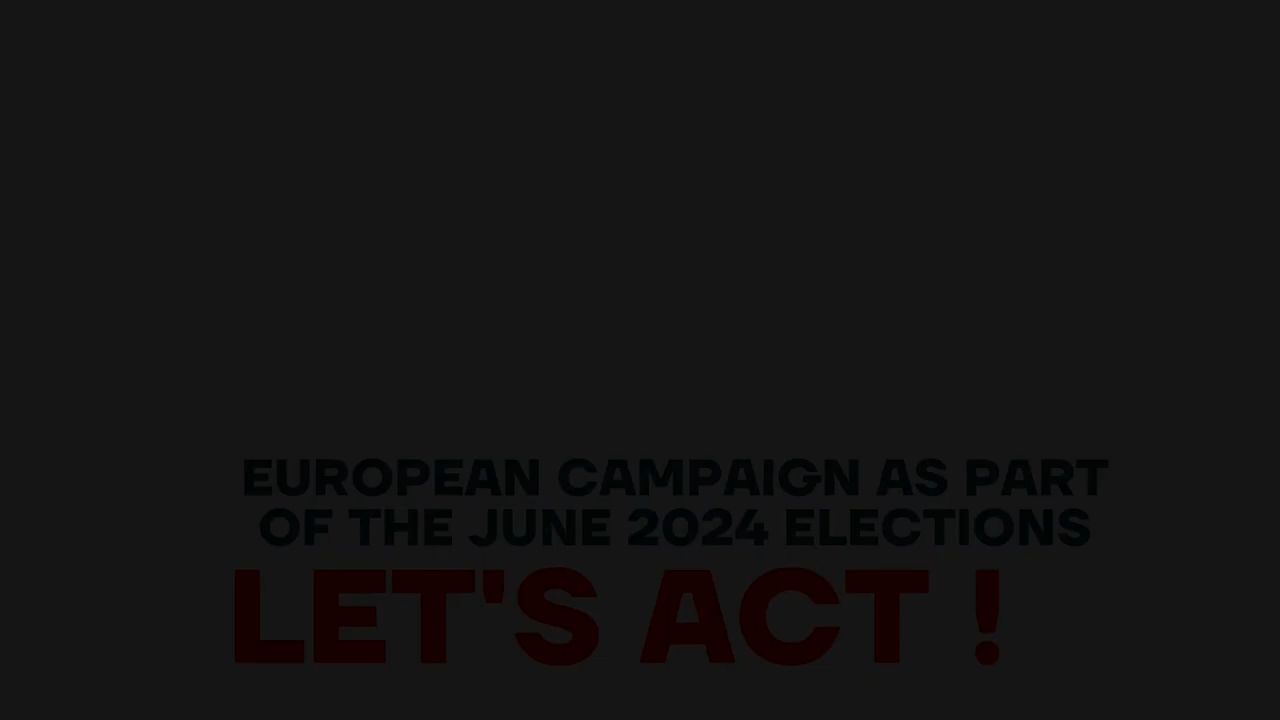 EUROPEAN CAMPAIGN AS PART
OF THE JUNE 2024 ELECTIONS
LET'S ACT !